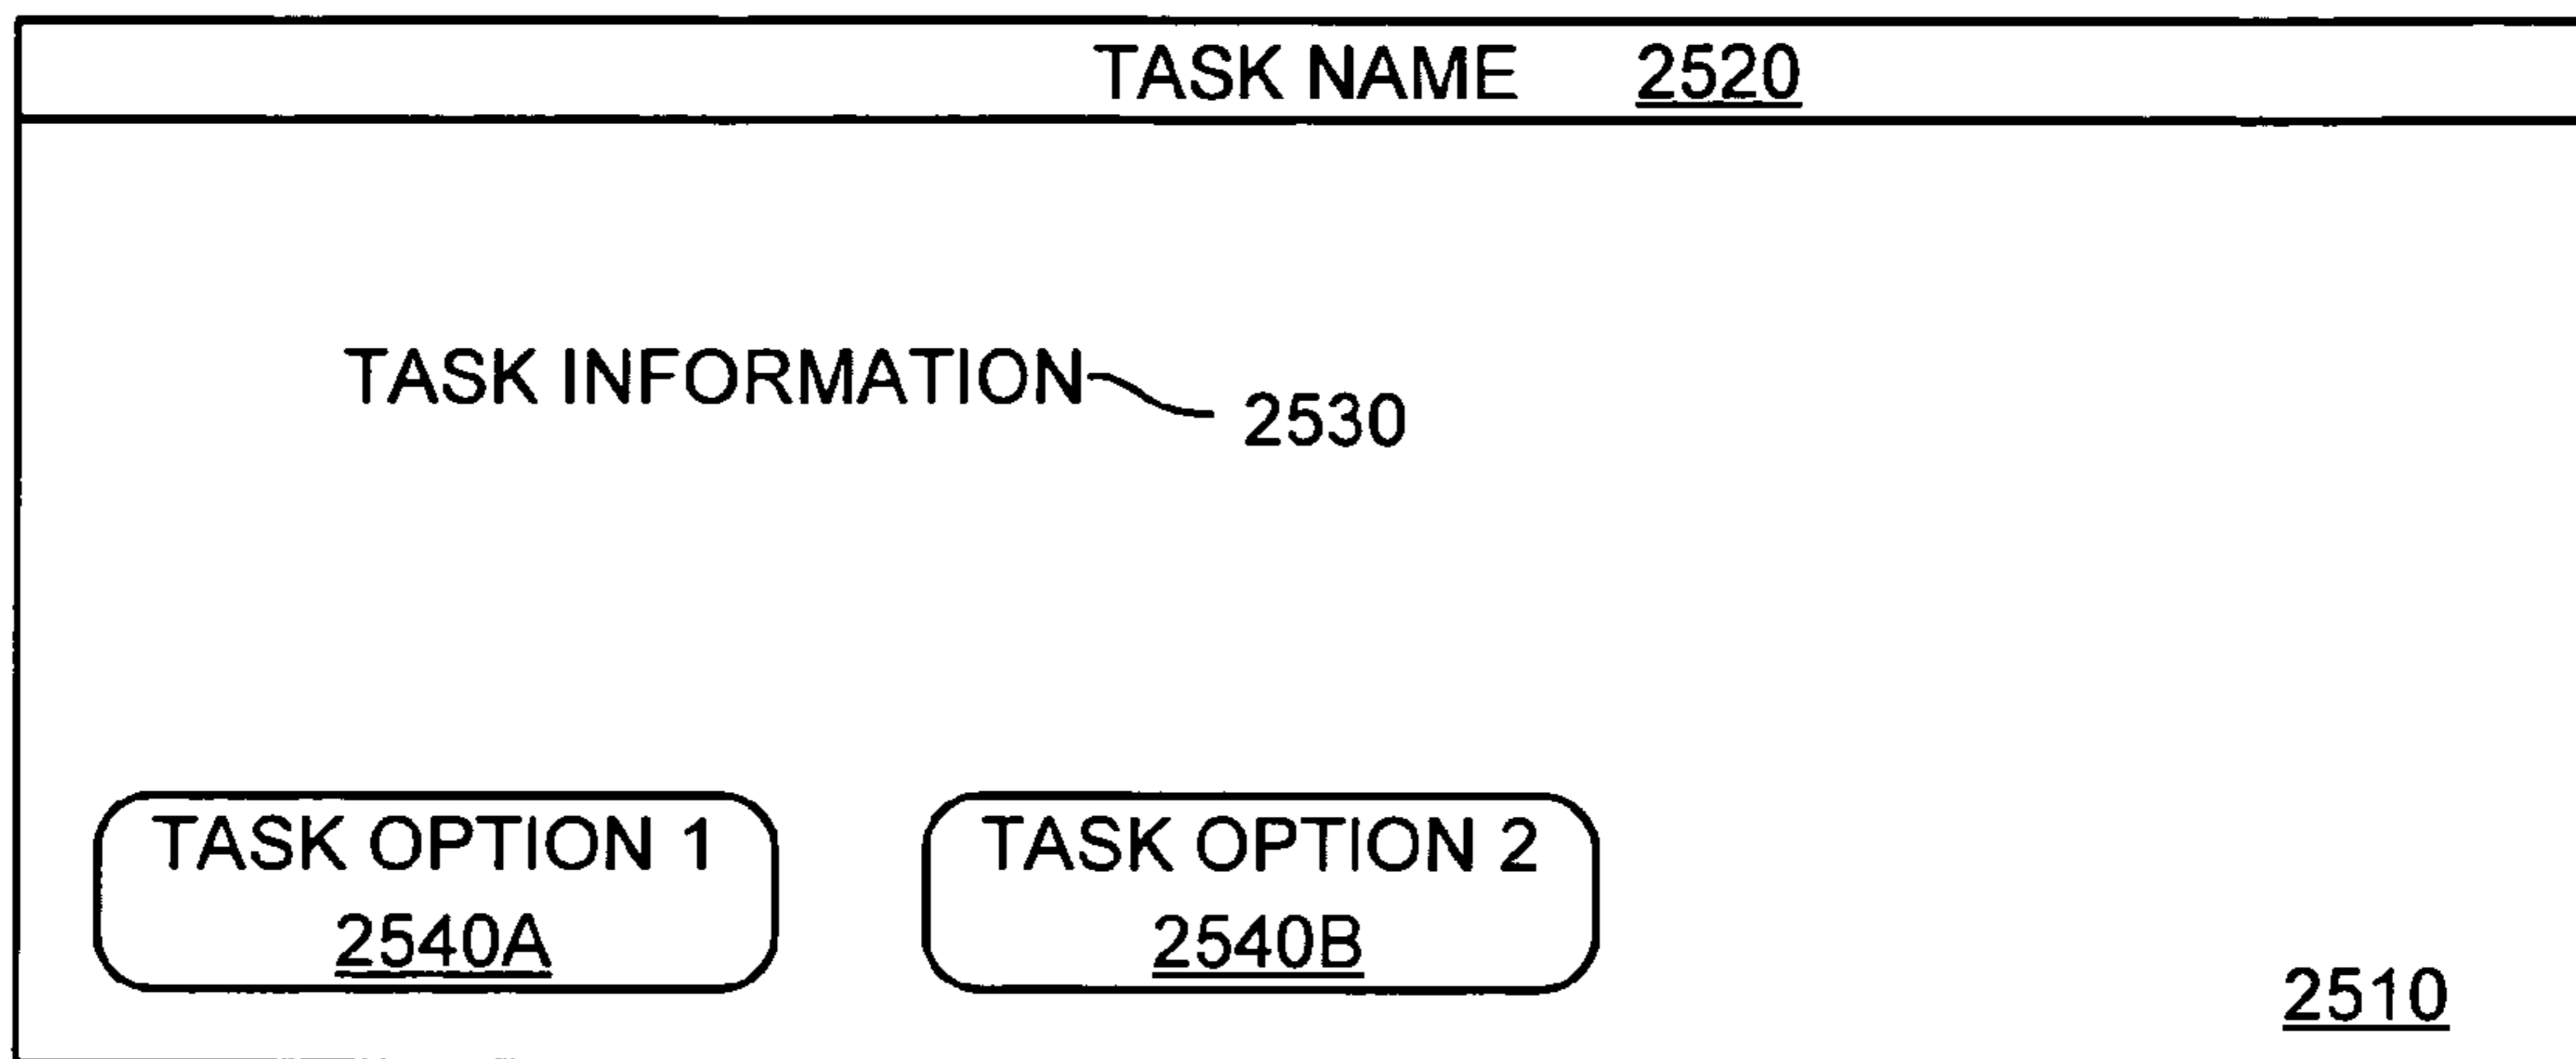 TASK NAME 2520
TASK INFORMATION 2530
TASK OPTION 1 TASK OPTION 2
2540A 2540B
2510